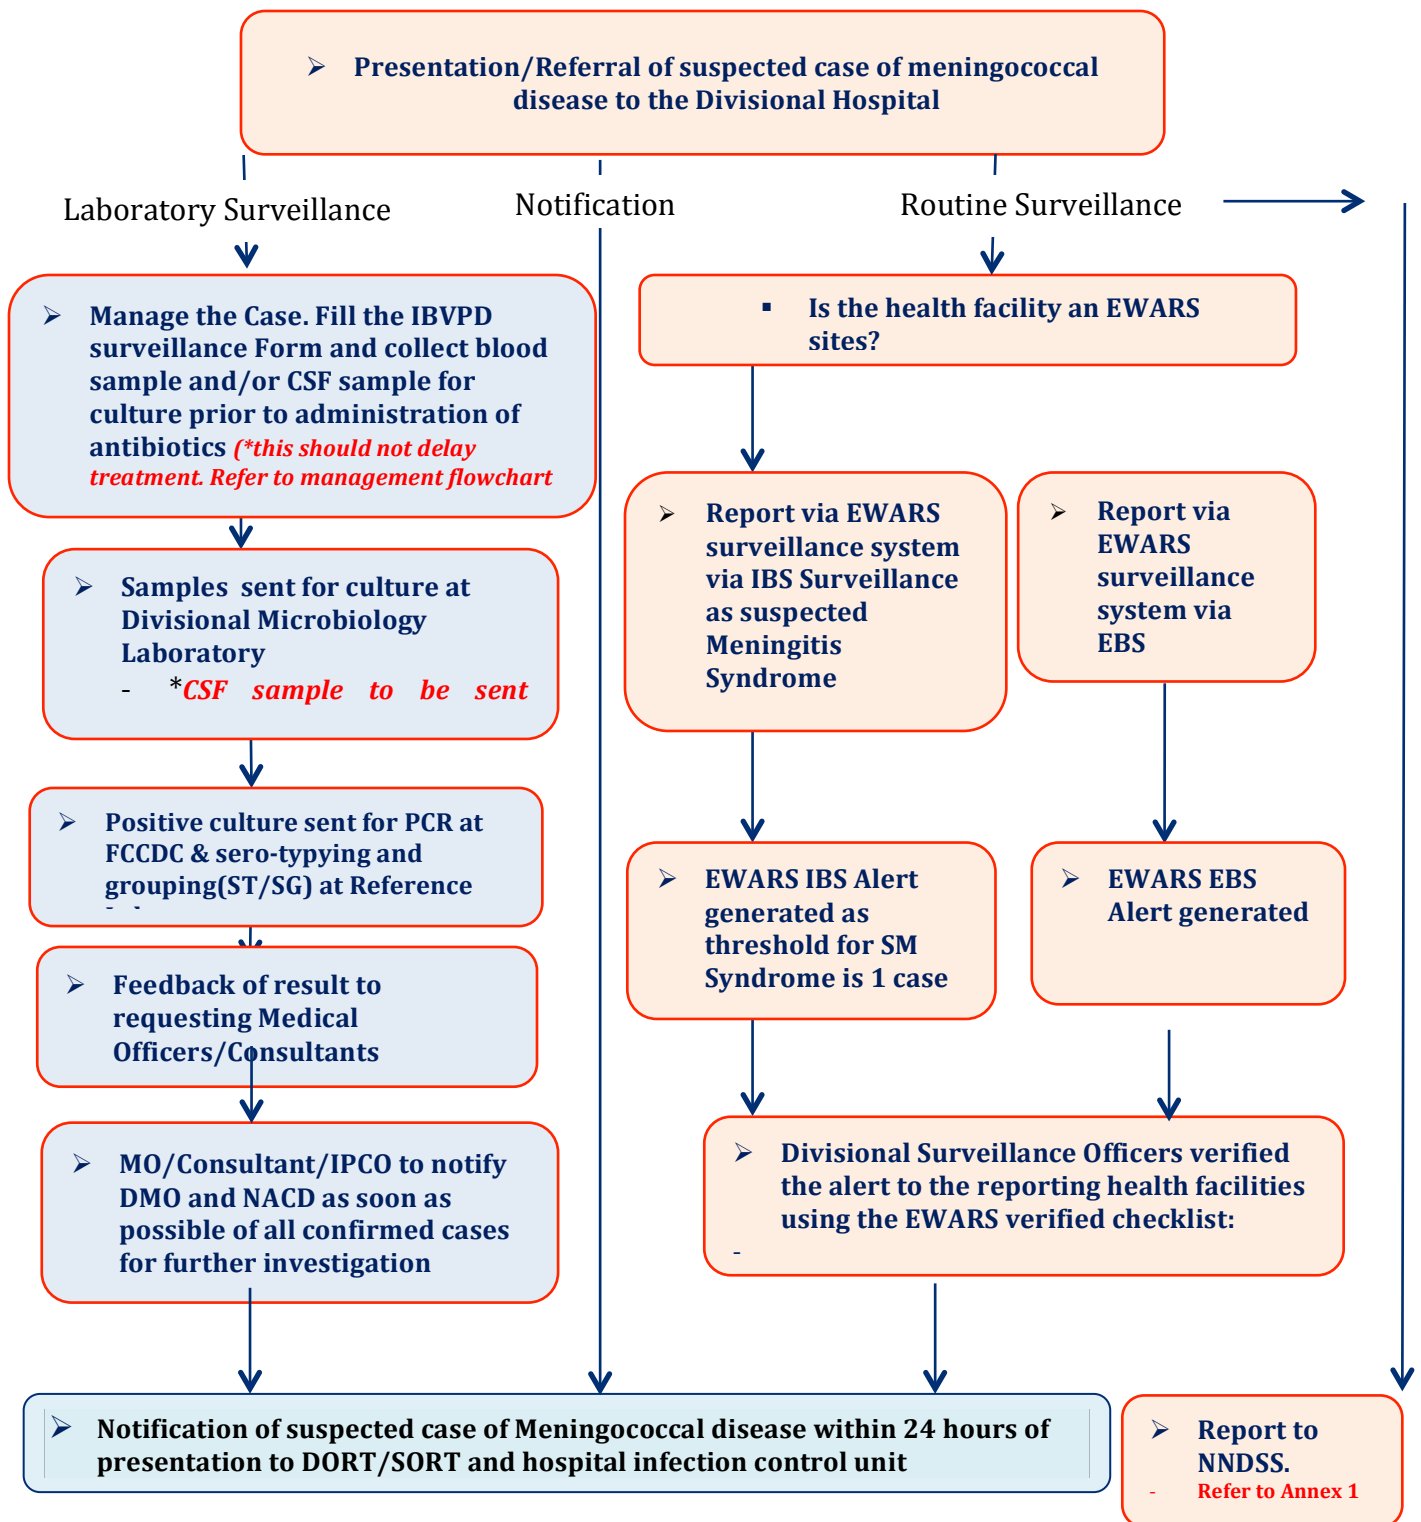 ➢ Presentation/Referral of suspected case of meningococcal
disease to the Divisional Hospital
Laboratory Surveillance
Notification
Routine Surveillance
➢ Manage the Case. Fill the IBVPD
surveillance Form and collect blood
sample and/or CSF sample for
culture prior to administration of
antibiotics (*this should not delay
treatment. Refer to management flowchart
➢ Samples sent for culture at
Divisional Microbiology
Laboratory
- *CSF sample to be sent
➢ Positive culture sent for PCR at
FCCDC & sero-typying and
grouping(ST/SG) at Reference
➢ Feedback of result to
requesting Medical
Officers/Consultants
➢ MO/Consultant/IPCO to notify
DMO and NACD as soon as
possible of all confirmed cases
for further investigation
▪ Is the health facility an EWARS
sites?
➢ Report via EWARS
surveillance system
via IBS Surveillance
as suspected
Meningitis
Syndrome
➢ Report via
EWARS
surveillance
system via
EBS
➢ EWARS IBS Alert
generated as
threshold for SM
Syndrome is 1 case
➢ EWARS EBS
Alert generated
➢ Divisional Surveillance Officers verified
the alert to the reporting health facilities
using the EWARS verified checklist:
-
➢ Notification of suspected case of Meningococcal disease within 24 hours of
presentation to DORT/SORT and hospital infection control unit
➢ Report to
NNDSS.
- Refer to Annex 1